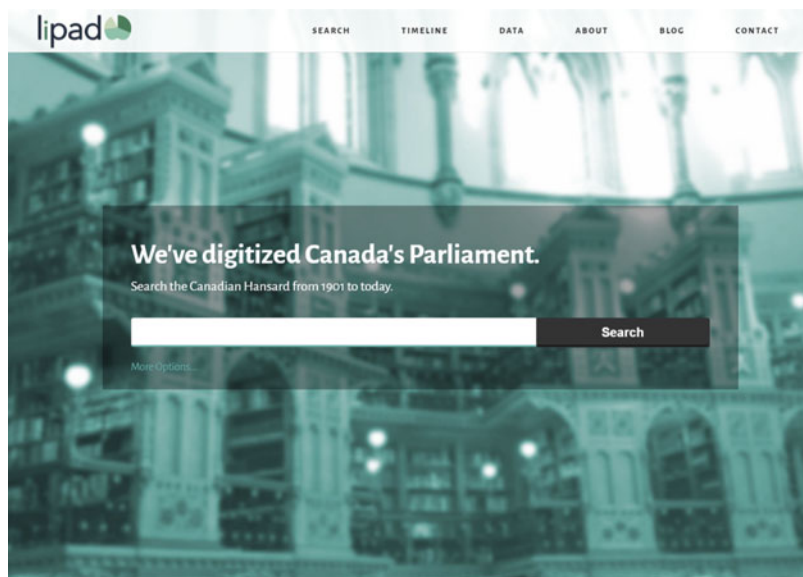 lipad
SEARCH TIMELINE DATA ABOUT BLOG CONTACT
We've digitized Canada's Parliament.
Search the Canadian Hansard from 1901 to today.
Search
More Options...